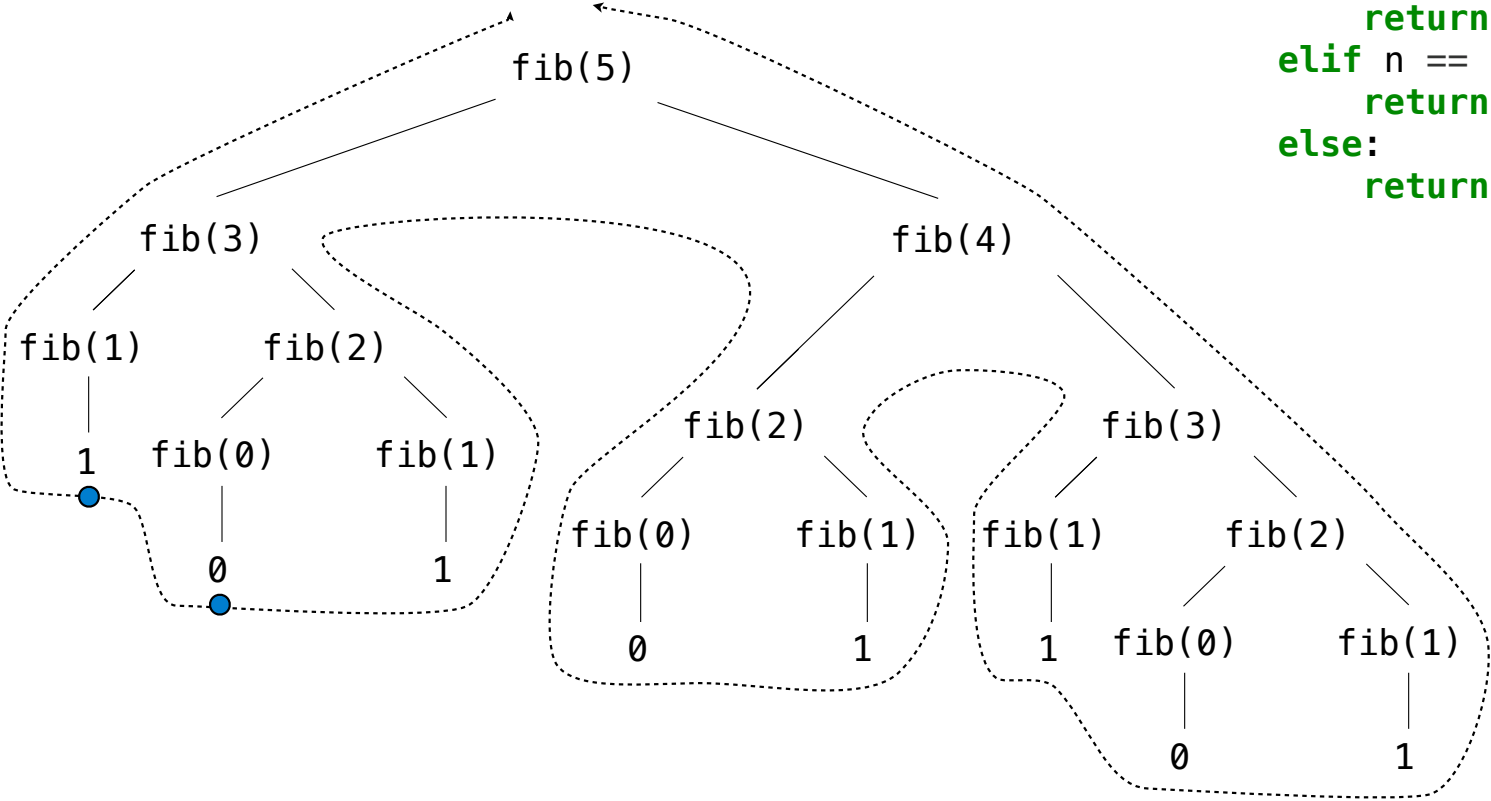 return
elif n ==
return
else:
return
fib(5)
fib(3) fib(4)
fib(1) fib(2)
fib(2) fib(3)
1 fib(0) fib(1)
fib(0) fib(1) fib(1) fib(2)
0 1
0 1 1 fib(0) fib(1)
0 1